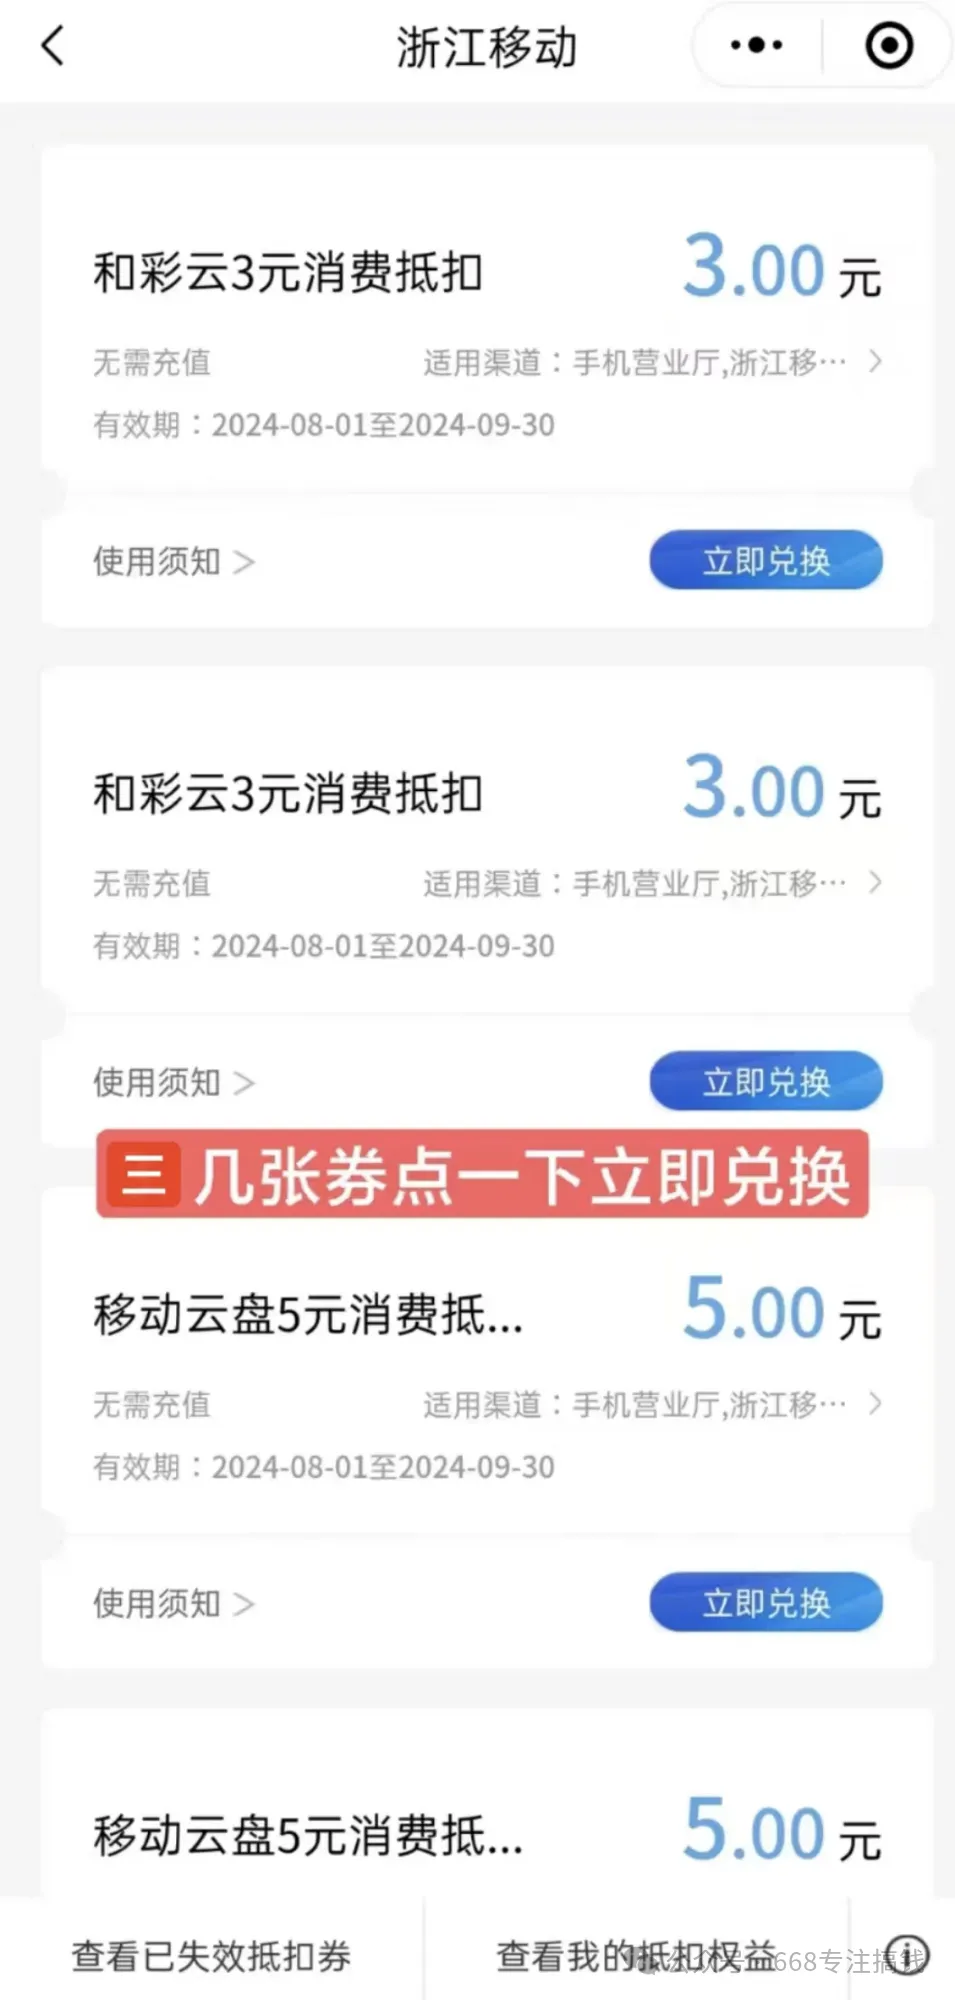 浙江移动
和彩云3元消费抵扣
3.00 元
无需充值
适用渠道：手机营业厅,浙江移… >
有效期：2024-08-01至2024-09-30
使用须知 >
立即兑换
和彩云3元消费抵扣
3.00 元
无需充值
适用渠道：手机营业厅,浙江移… >
有效期：2024-08-01至2024-09-30
使用须知 >
立即兑换
三 几张券点一下立即兑换
移动云盘5元消费抵...
5.00 元
无需充值
适用渠道：手机营业厅,浙江移… >
有效期：2024-08-01至2024-09-30
使用须知 >
立即兑换
移动云盘5元消费抵...
5.00 元
查看已失效抵扣券
查看我的抵扣权益
公众号 668专注搞钱